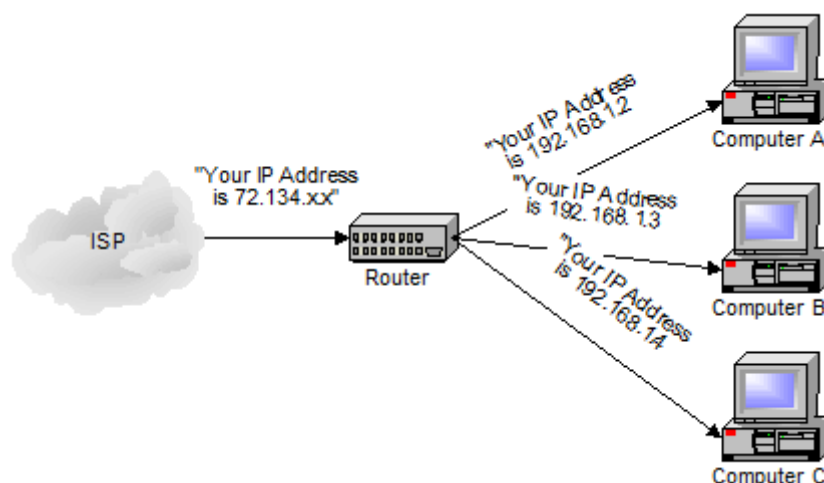 "Your IP Address
is 192.168.1.2
Computer A
"Your IP Address
is 72.134.xx"
"Your IP Address
is 192.168.1.3
ISP
Router
"Your IP Address
is 192.168.1.4
Computer B
Computer C